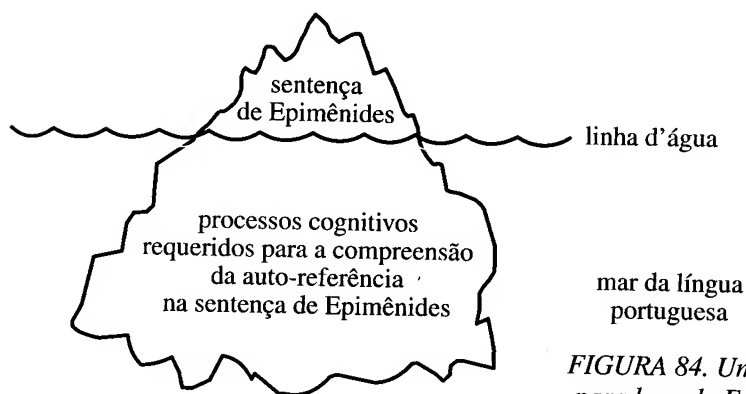 sentença
de Epimênides
linha d'água
processos cognitivos
requeridos para a compreensão
da auto-referência
na sentença de Epimênides
mar da língua
portuguesa
FIGURA 84. Un